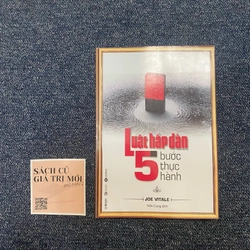 Luật hấp dẫn
5 bước
thực
hành
JOE VITALE
SÁCH CŨ
GIÁ TRỊ MỚI